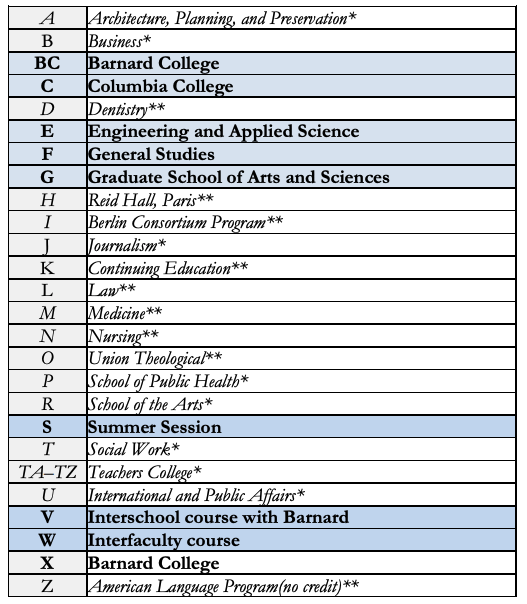 A Architecture, Planning, and Preservation*
B Business*
BC Barnard College
C Columbia College
D Dentistry**
E Engineering and Applied Science
F General Studies
G Graduate School of Arts and Sciences
H Reid Hall, Paris**
I Berlin Consortium Program**
J Journalism*
K Continuing Education**
L Law**
M Medicine**
N Nursing**
O Union Theological**
P School of Public Health*
R School of the Arts*
S Summer Session
T Social Work*
TA–TZ Teachers College*
U International and Public Affairs*
V Interschool course with Barnard
W Interfaculty course
X Barnard College
Z American Language Program(no credit)**